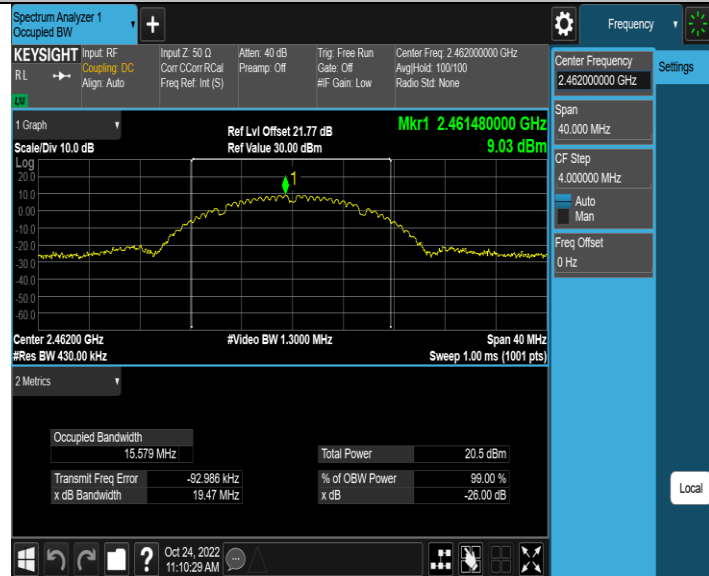 Spectrum Analyzer 1
Occupied BW
Frequency
KEYSIGHT
RL
Input: RF
Coupling: DC
Align: Auto
Input Z: 50 Ω
Corr CCorr RCal
Freq Ref: Int (S)
Atten: 40 dB
Preamp: Off
Trig: Free Run
Gate: Off
#IF Gain: Low
Center Freq: 2.462000000 GHz
Avg|Hold: 100/100
Radio Std: None
1 Graph
Scale/Div 10.0 dB
Ref Lvl Offset 21.77 dB
Ref Value 30.00 dBm
Mkr1 2.461480000 GHz
9.03 dBm
Log
20.0
10.0
0.00
-10.0
-20.0
-30.0
-40.0
-50.0
-60.0
1
Center 2.46200 GHz
#Res BW 430.00 kHz
#Video BW 1.3000 MHz
Span 40 MHz
Sweep 1.00 ms (1001 pts)
2 Metrics
Occupied Bandwidth
15.579 MHz
Transmit Freq Error -92.986 kHz
x dB Bandwidth 19.47 MHz
Total Power 20.5 dBm
% of OBW Power 99.00 %
x dB -26.00 dB
Center Frequency
2.462000000 GHz
Settings
Span
40.000 MHz
CF Step
4.000000 MHz
Auto
Man
Freq Offset
0 Hz
Local
?
Oct 24, 2022
11:10:29 AM